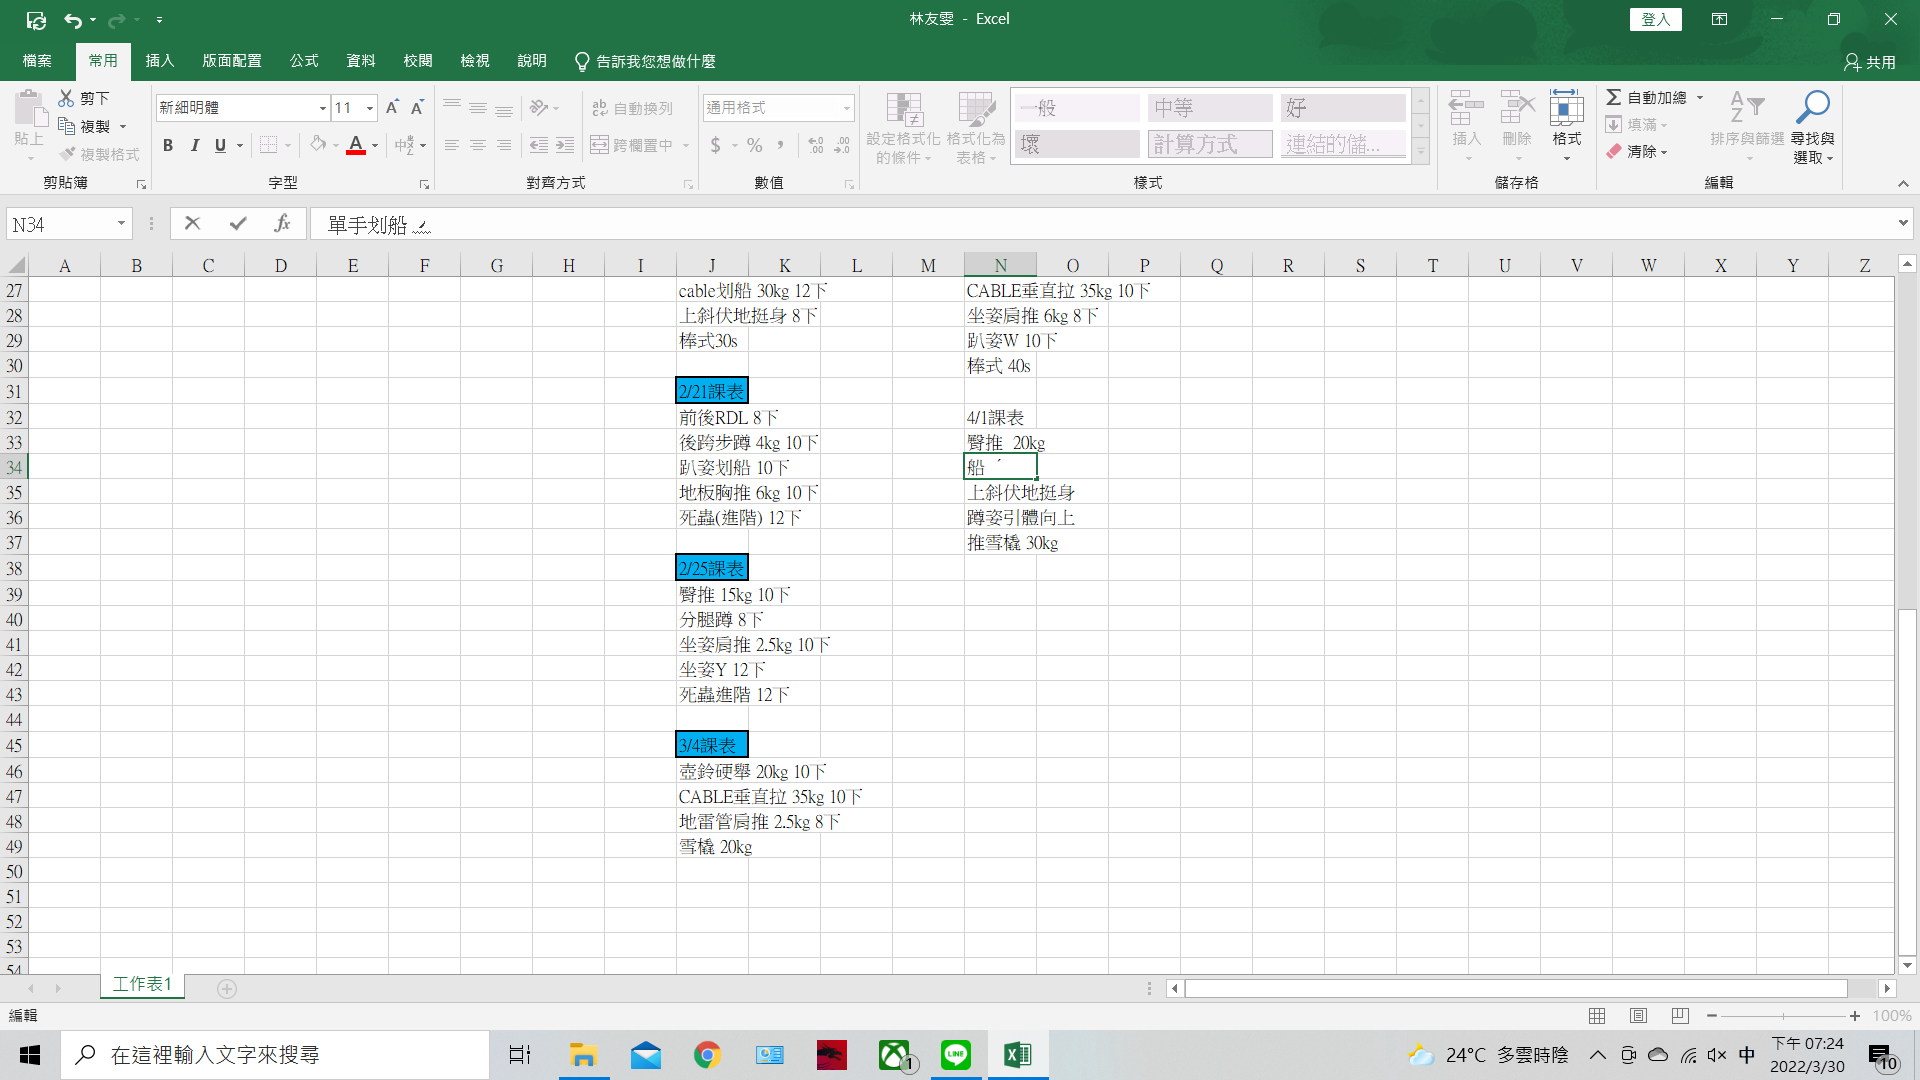 林友雯 - Excel
登入
檔案 常用 插入 版面配置 公式 資料 校閱 檢視 說明 告訴我您想做什麼
共用
貼上
剪下
複製
複製格式
剪貼簿
新細明體 11
B I U
字型
自動換列
跨欄置中
對齊方式
通用格式
$ % ,
數值
設定格式化的條件
格式化為表格
一般 中等 好
壞 計算方式 連結的儲...
樣式
插入 刪除 格式
儲存格
自動加總
填滿
清除
排序與篩選
尋找與選取
編輯
N34 fx 單手划船
A B C D E F G H I J K L M N O P Q R S T U V W X Y Z
27 cable划船 30kg 12下 CABLE垂直拉 35kg 10下
28 上斜伏地挺身 8下 坐姿肩推 6kg 8下
29 棒式30s 趴姿W 10下
30 棒式 40s
31 2/21課表
32 前後RDL 8下 4/1課表
33 後跨步蹲 4kg 10下 臀推 20kg
34 趴姿划船 10下 船 ˊ
35 地板胸推 6kg 10下 上斜伏地挺身
36 死蟲(進階) 12下 蹲姿引體向上
37 推雪橇 30kg
38 2/25課表
39 臀推 15kg 10下
40 分腿蹲 8下
41 坐姿肩推 2.5kg 10下
42 坐姿Y 12下
43 死蟲進階 12下
44
45 3/4課表
46 壺鈴硬舉 20kg 10下
47 CABLE垂直拉 35kg 10下
48 地雷管肩推 2.5kg 8下
49 雪橇 20kg
50
51
52
53
54
工作表1
編輯
100%
在這裡輸入文字來搜尋
LINE
1
24°C 多雲時陰
中
下午 07:24
2022/3/30
10